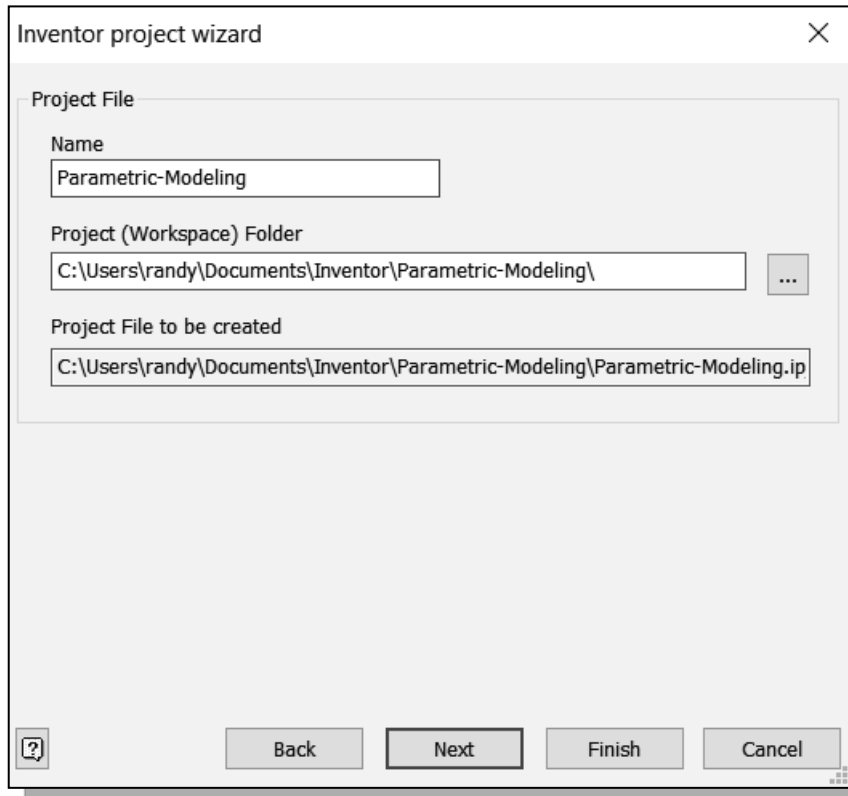 Inventor project wizard
Project File
Name
Parametric-Modeling
Project (Workspace) Folder
C:\Users\randy\Documents\Inventor\Parametric-Modeling\
...
Project File to be created
C:\Users\randy\Documents\Inventor\Parametric-Modeling\Parametric-Modeling.ip
? Back Next Finish Cancel